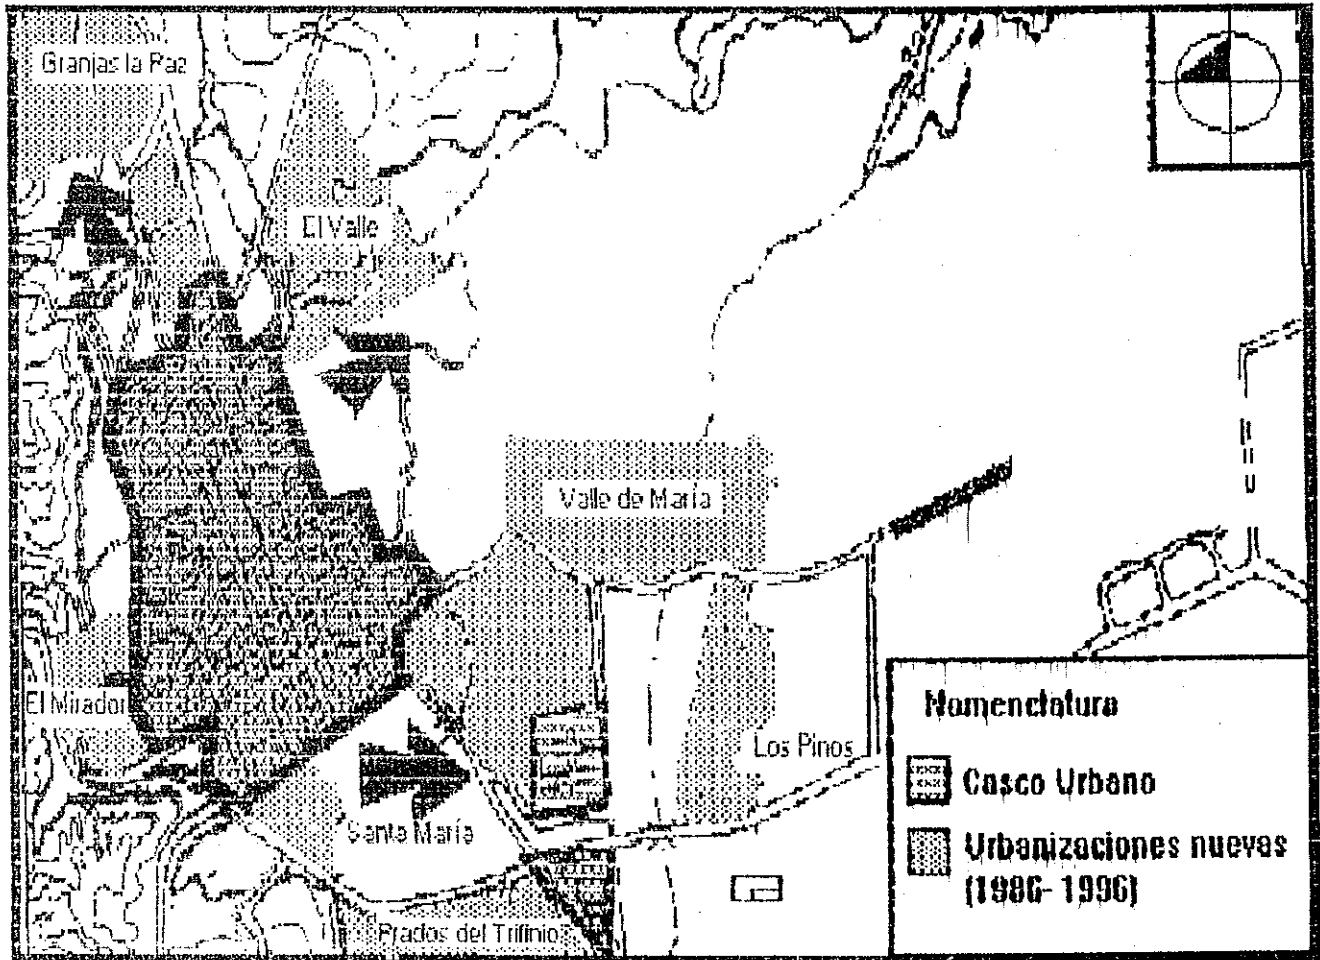 Granjas la Paz
El Valle
Valle de María
El Mirador
Los Pinos
Santa María
Prados del Trifinio
Nomenclatura
Casco Urbano
Urbanizaciones nuevas
(1986-1996)